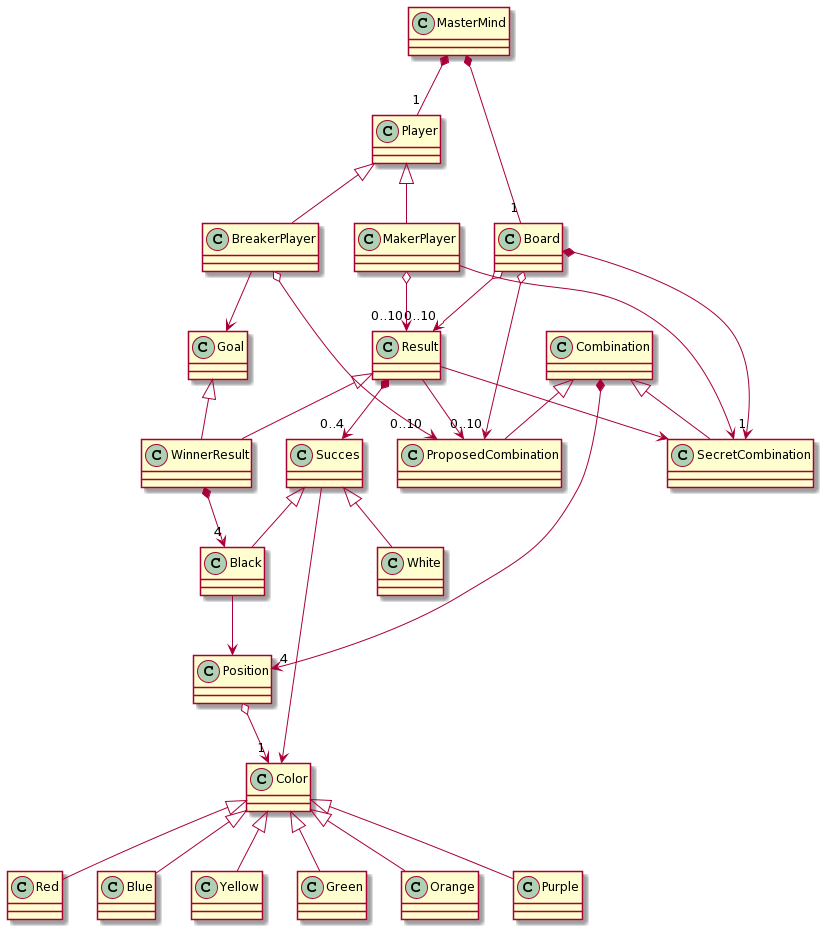 C MasterMind
1
C Player
1
C BreakerPlayer
C MakerPlayer
C Board
0..10
0..10
C Goal
C Result
C Combination
0..4
0..10
0..10
1
C WinnerResult
C Succes
C ProposedCombination
C SecretCombination
4
C Black
C White
4
C Position
1
C Color
C Red
C Blue
C Yellow
C Green
C Orange
C Purple